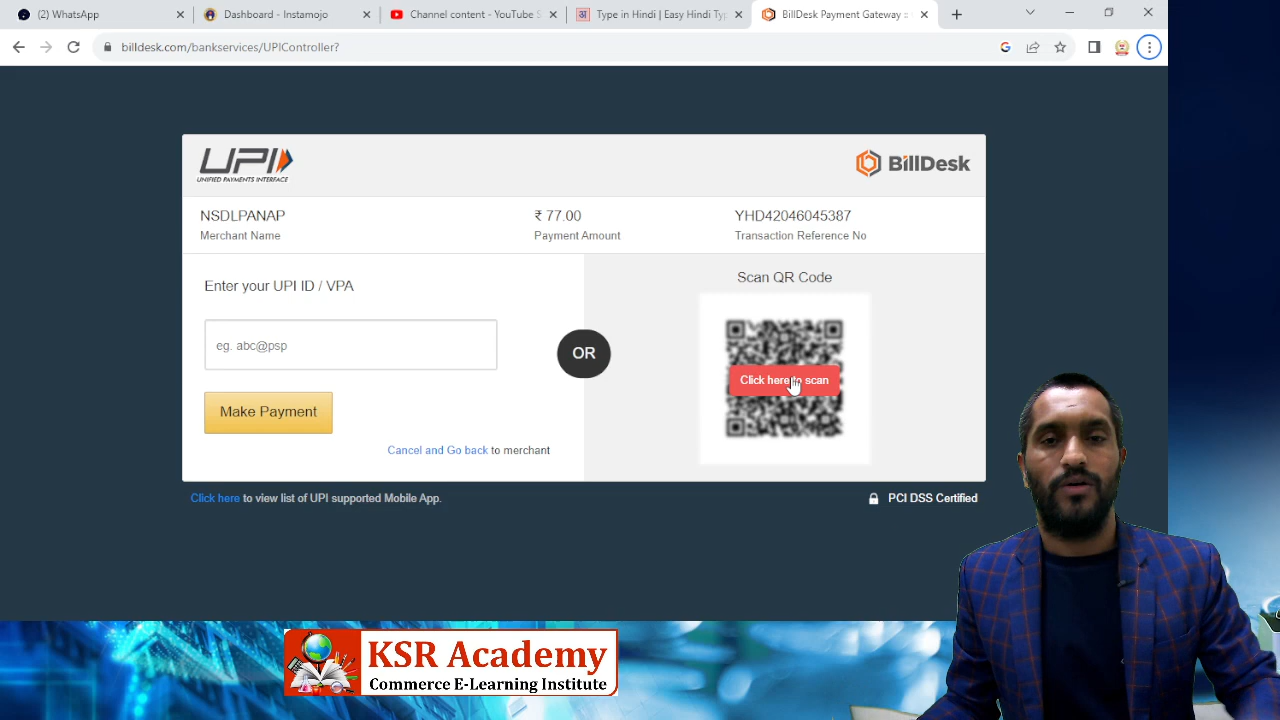 (2) WhatsApp
Dashboard - Instamojo
Channel content - YouTube S
Type in Hindi | Easy Hindi Typ
BillDesk Payment Gateway ::
billdesk.com/bankservices/UPIController?
UPI
UNIFIED PAYMENTS INTERFACE
BillDesk
NSDLPANAP
₹ 77.00
YHD42046045387
Merchant Name
Payment Amount
Transaction Reference No
Enter your UPI ID / VPA
Scan QR Code
eg. abc@psp
OR
Click here to scan
Make Payment
Cancel and Go back to merchant
Click here to view list of UPI supported Mobile App.
PCI DSS Certified
KSR Academy
Commerce E-Learning Institute